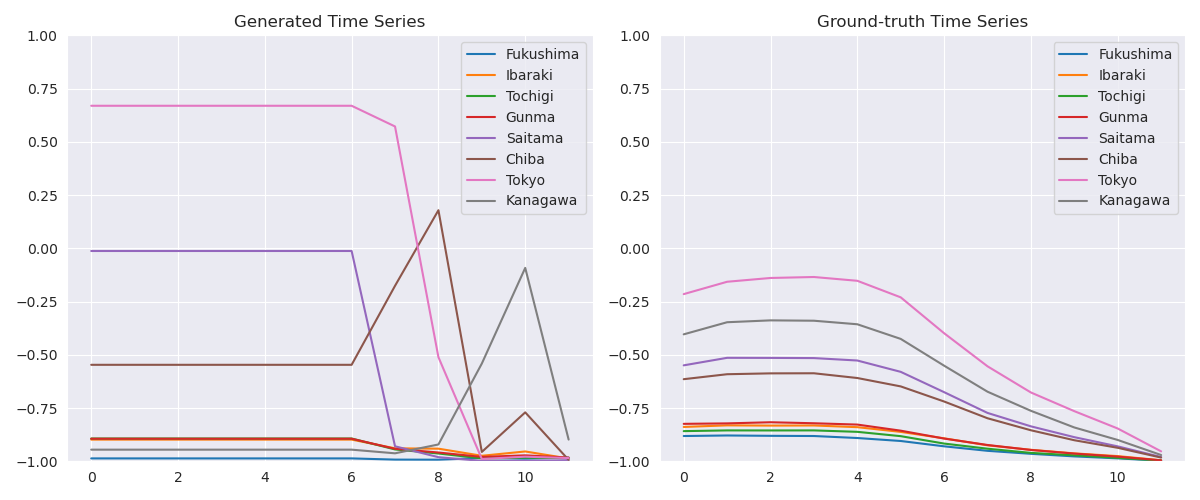 Generated Time Series
1.00
0.75
0.50
0.25
0.00
−0.25
−0.50
−0.75
−1.00
0 2 4 6 8 10
Fukushima
Ibaraki
Tochigi
Gunma
Saitama
Chiba
Tokyo
Kanagawa
Ground-truth Time Series
1.00
0.75
0.50
0.25
0.00
−0.25
−0.50
−0.75
−1.00
0 2 4 6 8 10
Fukushima
Ibaraki
Tochigi
Gunma
Saitama
Chiba
Tokyo
Kanagawa